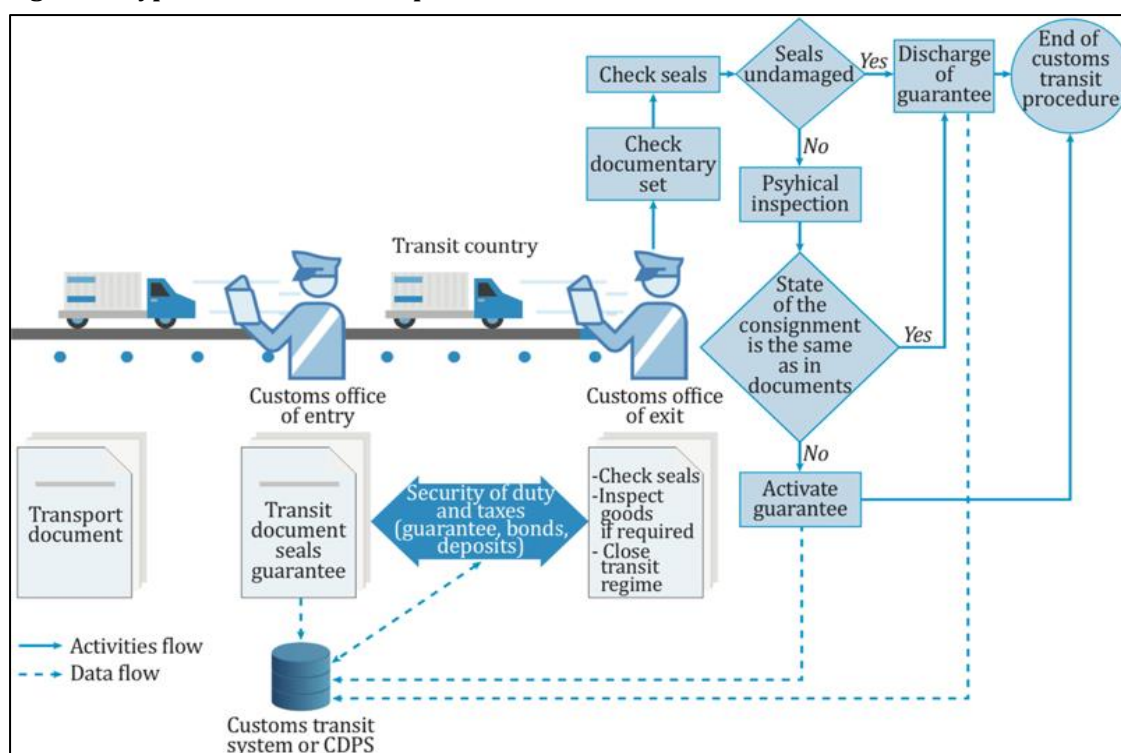 Seals
undamaged
Yes
Discharge
of
guarantee
End of
customs
transit
procedure
Check seals
No
Check
documentary
set
Psyhical
inspection
Transit country
State
of the
consignment
is the same
as in
documents
Yes
Customs office
of entry
Customs office
of exit
No
Transport
document
Transit
document
seals
guarantee
Security of duty
and taxes
(guarantee, bonds,
deposits)
-Check seals
-Inspect
goods
if required
- Close
transit
regime
Activate
guarantee
Activities flow
Data flow
Customs transit
system or CDPS